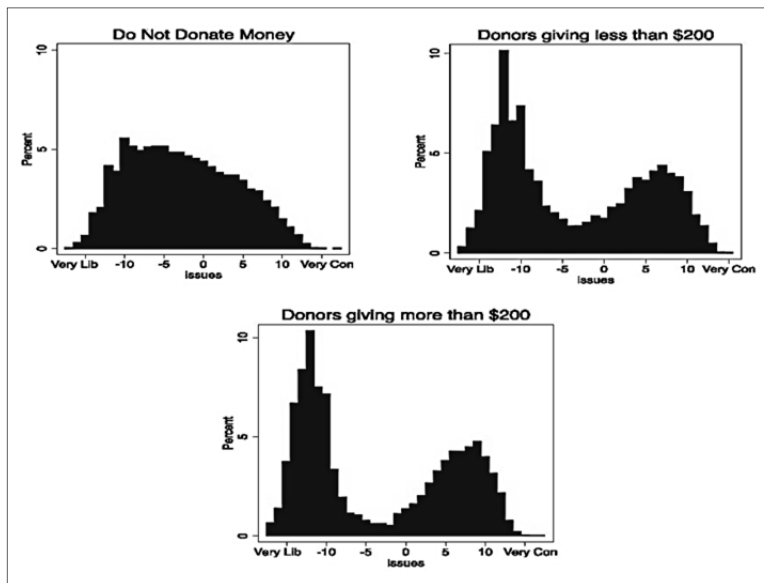 Do Not Donate Money
10
5
0
Percent
Very Lib -10 -5 0 5 10 Very Con
issues
Donors giving less than $200
10
5
0
Percent
Very Lib -10 -5 0 5 10 Very Con
issues
Donors giving more than $200
10
5
0
Percent
Very Lib -10 -5 0 5 10 Very Con
issues